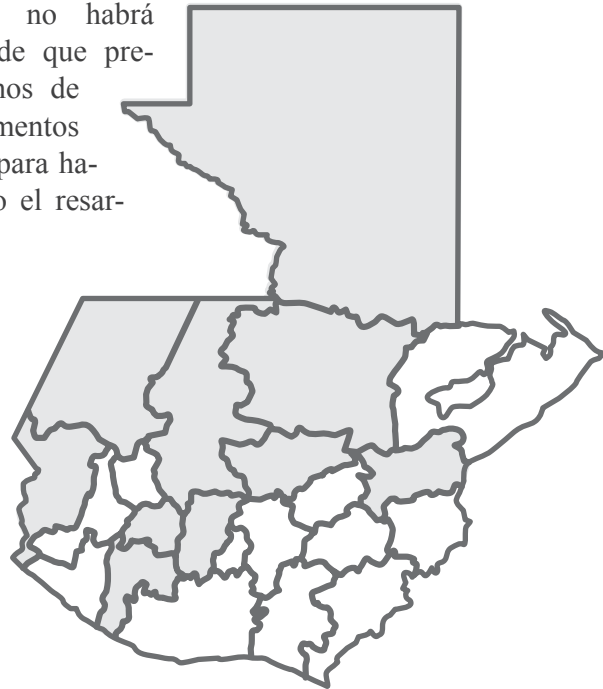 no habrá
de que pre-
nos de
mentos
para ha-
o el resar-